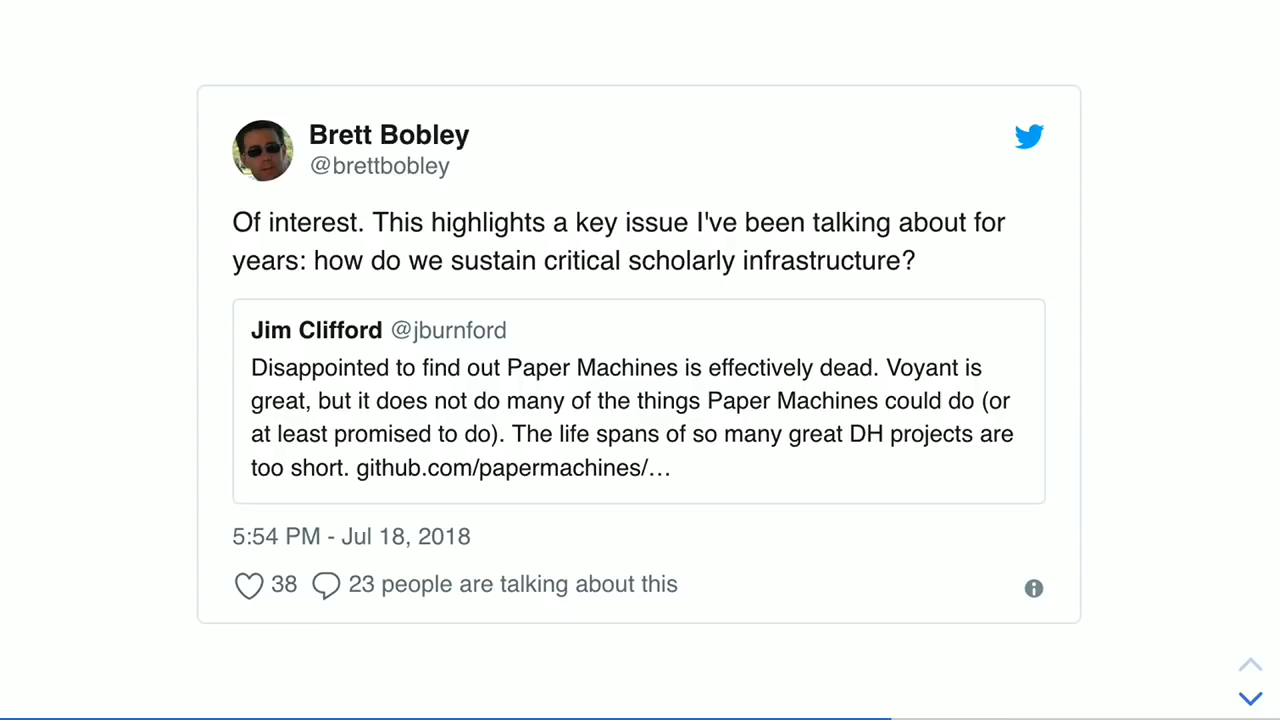 Brett Bobley
@brettbobley
Of interest. This highlights a key issue I've been talking about for
years: how do we sustain critical scholarly infrastructure?
Jim Clifford @jburnford
Disappointed to find out Paper Machines is effectively dead. Voyant is
great, but it does not do many of the things Paper Machines could do (or
at least promised to do). The life spans of so many great DH projects are
too short. github.com/papermachines/…
5:54 PM - Jul 18, 2018
38 23 people are talking about this